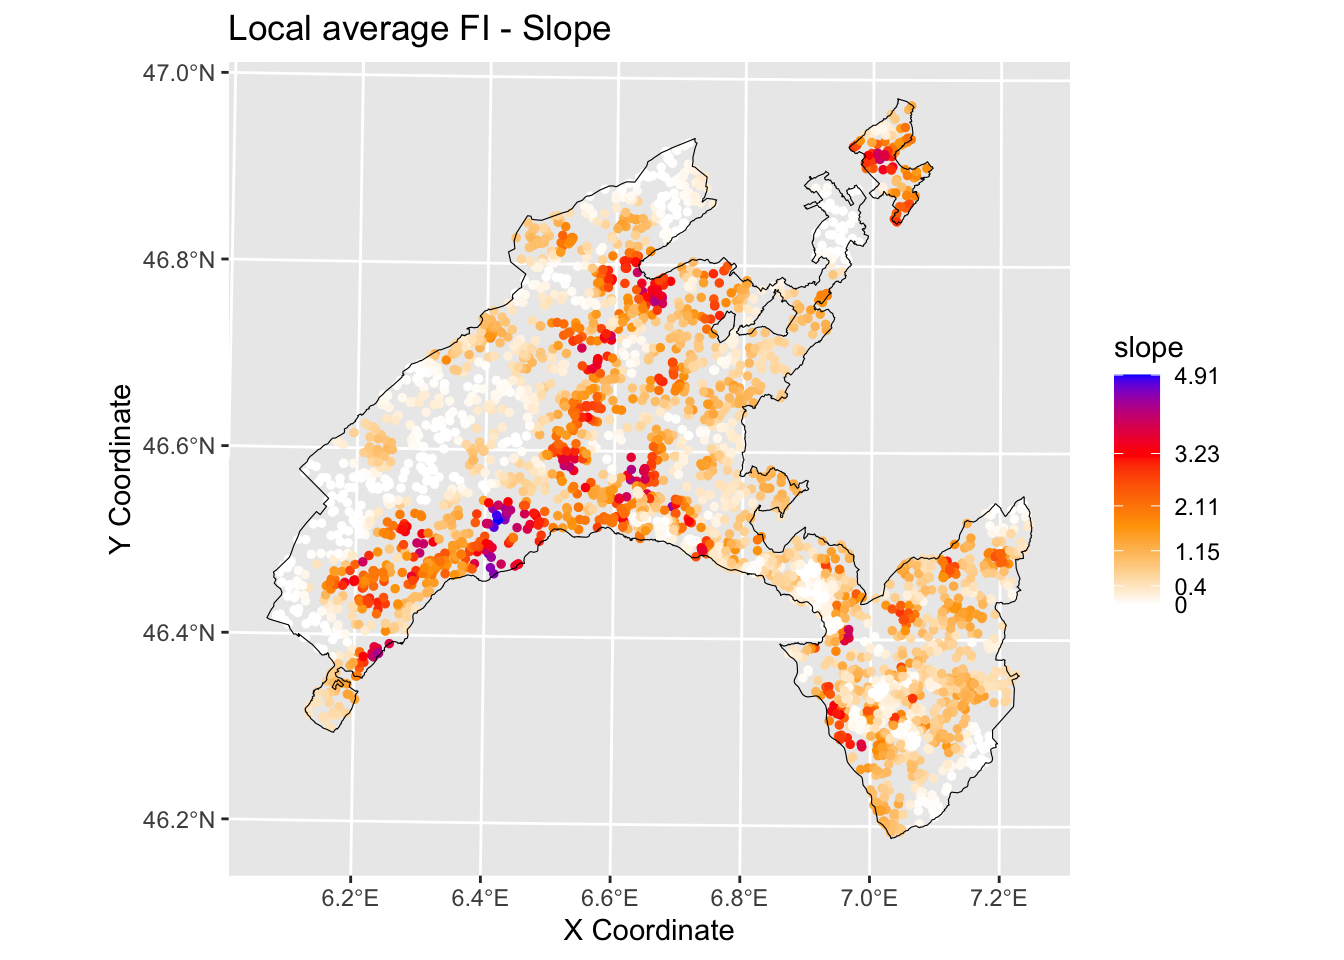 Local average FI - Slope
47.0°N
46.8°N
46.6°N
46.4°N
46.2°N
Y Coordinate
6.2°E
6.4°E
6.6°E
6.8°E
7.0°E
7.2°E
X Coordinate
slope
4.91
3.23
2.11
1.15
0.4
0